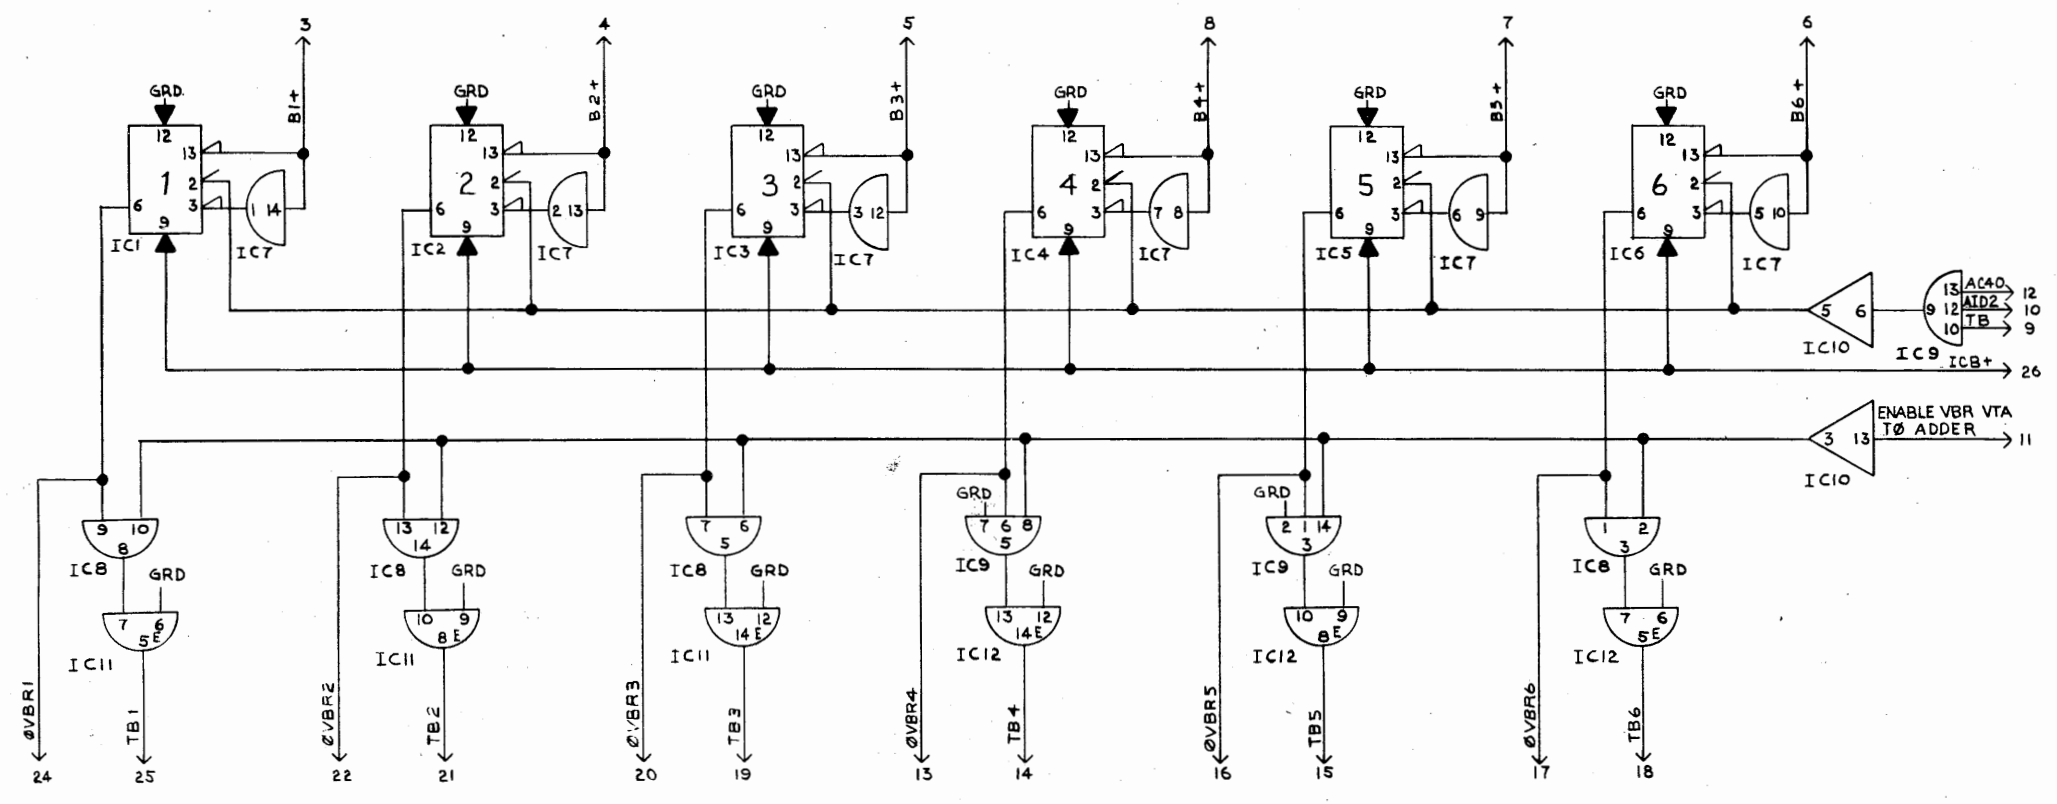 3 4 5 8 7 6
B1+ B2+ B3+ B4+ B5+ B6+
GRD. GRD GRD GRD GRD GRD
12 12 12 12 12 12
13 13 13 13 13 13
1 2 2 2 3 2 4 2 5 2 6 2
6 3 1 14 6 3 2 13 6 3 3 12 6 3 7 8 6 3 6 9 6 3 5 10
9 9 9 9 9 9
IC1 IC7 IC2 IC7 IC3 IC7 IC4 IC7 IC5 IC7 IC6 IC7
13 AC40 12
5 6 9 12 AID2 10
10 TB 9
IC10 IC9
ICB+ 26
ENABLE VBR VTA
3 13 TØ ADDER 11
IC10
GRD GRD
9 10 13 12 7 6 7 6 8 2 1 14 1 2
8 14 5 5 3 3
IC8 IC8 IC8 IC9 IC9 IC8
GRD GRD GRD GRD GRD GRD
7 6 10 9 13 12 13 12 10 9 7 6
5E 8E 14E 14E 8E 5E
IC11 IC11 IC11 IC12 IC12 IC12
ØVBR1 TB1 ØVBR2 TB2 ØVBR3 TB3 ØVBR4 TB4 ØVBR5 TB5 ØVBR6 TB6
24 25 22 21 20 19 13 14 16 15 17 18